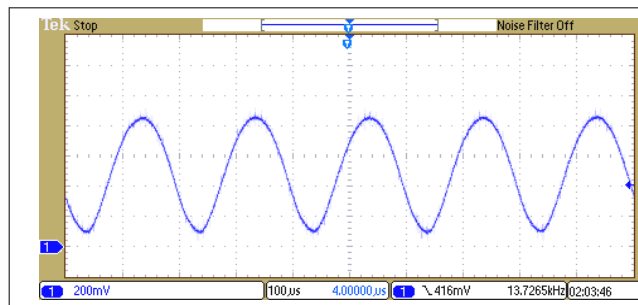 Tek Stop Noise Filter Off
T
T
1
1 200mV 100µs 4.00000µs 1 416mV 13.7265kHz 02:03:46